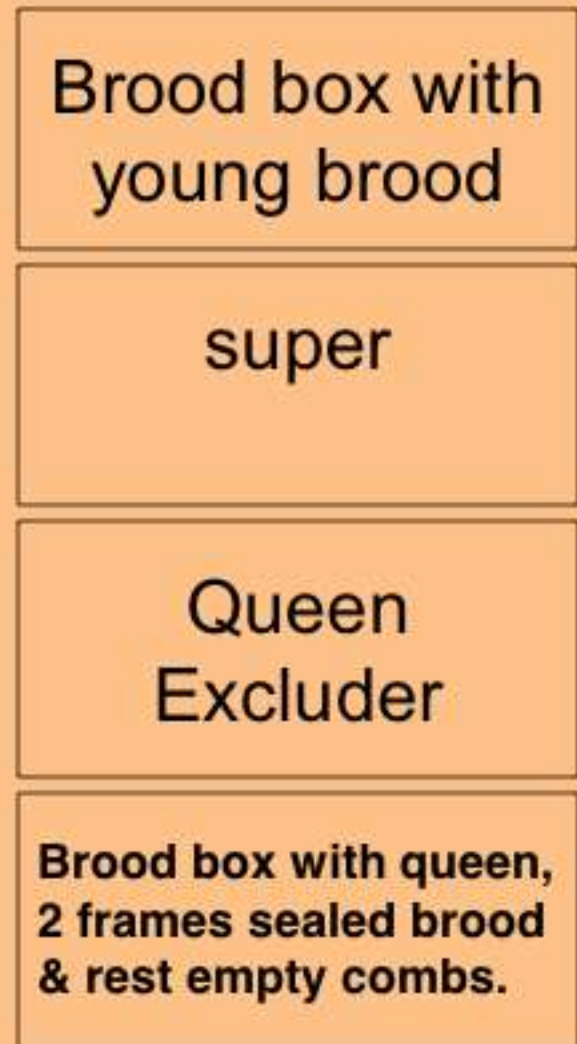 Brood box with
young brood
super
Queen
Excluder
Brood box with queen,
2 frames sealed brood
& rest empty combs.